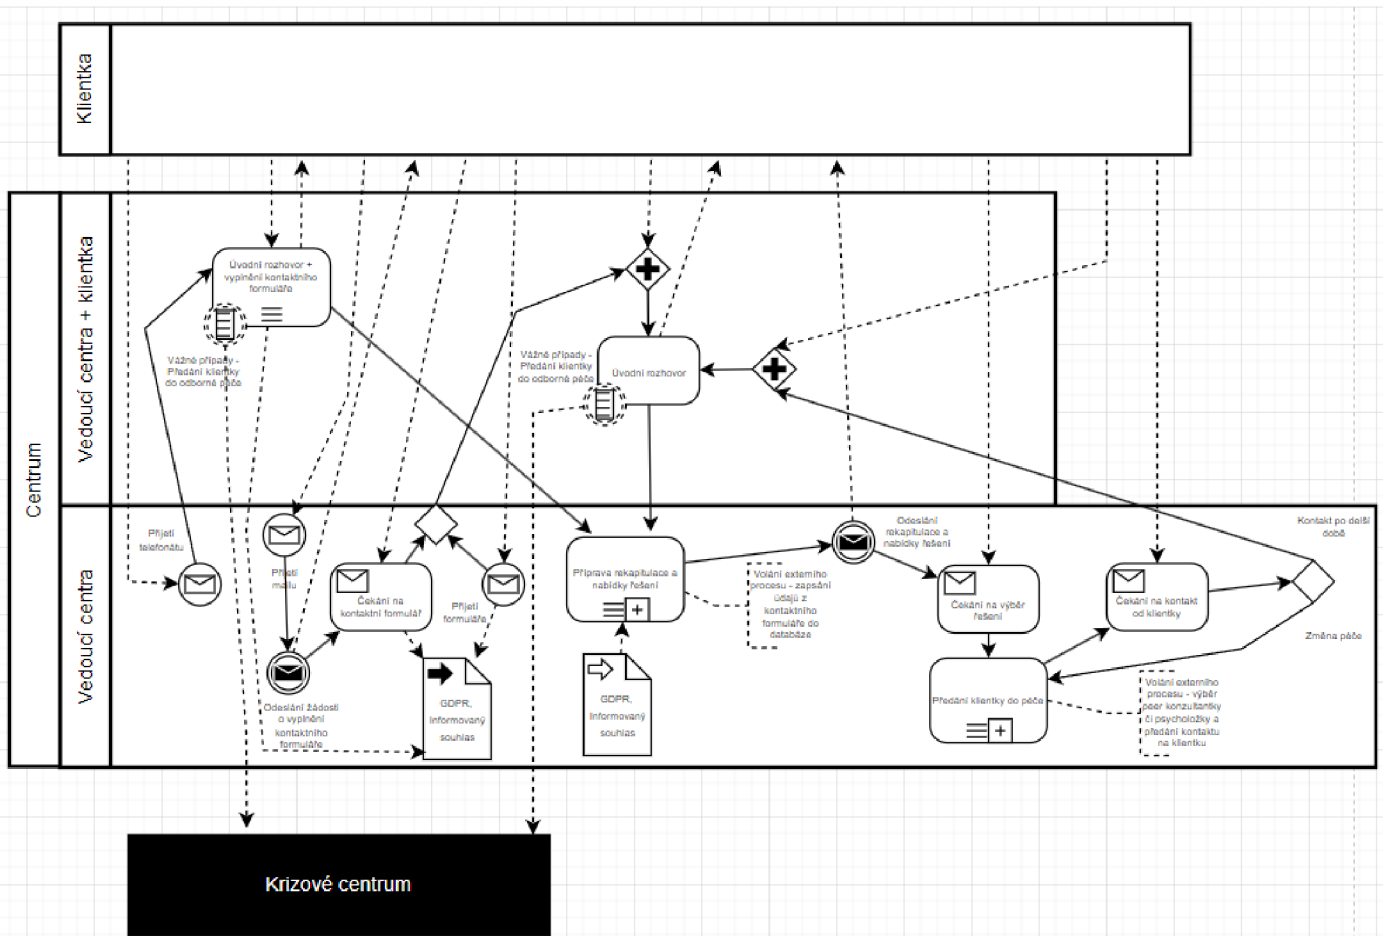 Klientka
Centrum
Vedoucí centra + klientka
Úvodní rozhovor +
vyplnění kontaktního
formuláře
Vážné případy -
Předání klientky
do odborné péče
Vážné případy -
Předání klientky
do odborné péče
Úvodní rozhovor
Vedoucí centra
Přijetí
telefonátu
Přijetí
mailu
Odeslání žádosti
o vyplnění
kontaktního
formuláře
Čekání na
kontaktní formulář
Přijetí
formuláře
GDPR,
Informovaný
souhlas
Příprava rekapitulace a
nabídky řešení
GDPR,
Informovaný
souhlas
Volání externího
procesu - zapsání
údajů z
kontaktního
formuláře do
databáze
Odeslání
rekapitulace a
nabídky řešení
Čekání na výběr
řešení
Předání klientky do péče
Čekání na kontakt
od klientky
Volání externího
procesu - výběr
peer konzultantky
či psycholožky a
předání kontaktu
na klientku
Kontakt po delší
době
Změna péče
Krizové centrum